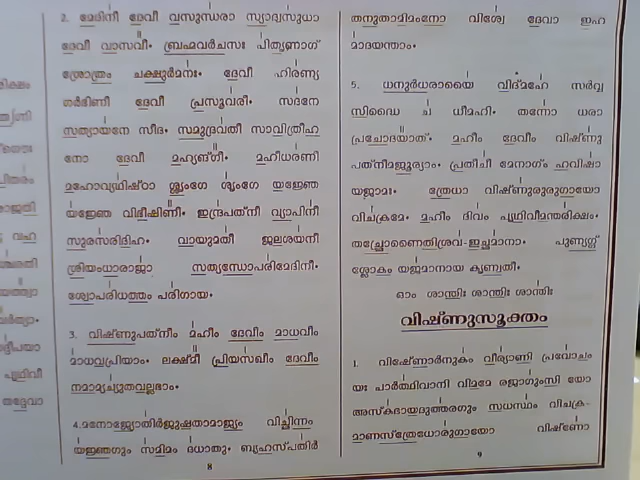 2. മേദിനീ ദേവീ വസുന്ധരാ സ്യാദ്വസുധാ
ദേവീ വാസവീ. ബ്രഹ്മവർചസഃ പിതൃണാഗ്
ശ്രോത്രം ചക്ഷുർമനഃ. ദേവീ ഹിരണ്യ
ഗർഭിണീ ദേവീ പ്രസൂവരീ. സദനേ
സത്യായനേ സീദ. സമുദ്രവതീ സാവിത്രീഹ
നോ ദേവീ മഹ്യങ്ഗീ. മഹീധരണി
മഹോവ്യഥിഷ്ഠാ ശൃംഗേ ശൃംഗേ യജ്ഞേ
യജ്ഞേ വിഭീഷിണീ. ഇന്ദ്രപത്നീ വ്യാപിനീ
സുരസരിദിഹ. വായുമതീ ജലശയനീ
ശ്രിയംധാരാജാ സത്യന്ധോപരിമേദിനീ.
ശ്വോപരിധത്തം പരിഗായ.
3. വിഷ്ണുപത്നീം മഹീം ദേവീം മാധവീം
മാധവപ്രിയാം. ലക്ഷ്മീ പ്രിയസഖീം ദേവീം
നമാമ്യച്യുതവല്ലഭാം.
4. മനോജ്യോതിർജുഷതാമാജ്യം വിച്ഛിന്നം
യജ്ഞഗും സമിമം ദധാതു. ബൃഹസ്പതിർ
8
തനുതാമിമംനോ വിശ്വേ ദേവാ ഇഹ
മാദയന്താം.
5. ധനുർധരായൈ വിദ്മഹേ സർവ്വ
സിദ്ധൈ ച ധീമഹി. തന്നോ ധരാ
പ്രചോദയാത്. മഹീം ദേവീം വിഷ്ണു
പത്നീമജൂര്യാം. പ്രതീചീ മേനാഗ്ം ഹവിഷാ
യജാമഃ. ത്രേധാ വിഷ്ണുരുരുഗായോ
വിചക്രമേ. മഹീം ദിവം പൃഥിവീമന്തരിക്ഷം.
തച്ഛ്രോണൈതിശ്രവ-ഇച്ഛമാനാ. പുണ്യഗ്ഗ്
ശ്ലോകം യജമാനായ കൃണ്വതീ.
ഓം ശാന്തിഃ ശാന്തിഃ ശാന്തിഃ
വിഷ്ണുസൂക്തം
1. വിഷ്ണോർനുകം വീര്യാണി പ്രവോചം
യഃ പാർത്ഥിവാനി വിമമേ രജാഗുംസി യോ
അസ്കഭായദുത്തരഗും സധസ്ഥം വിചക്ര-
മാണസ്ത്രേധോരുഗായോ വിഷ്ണോ
9